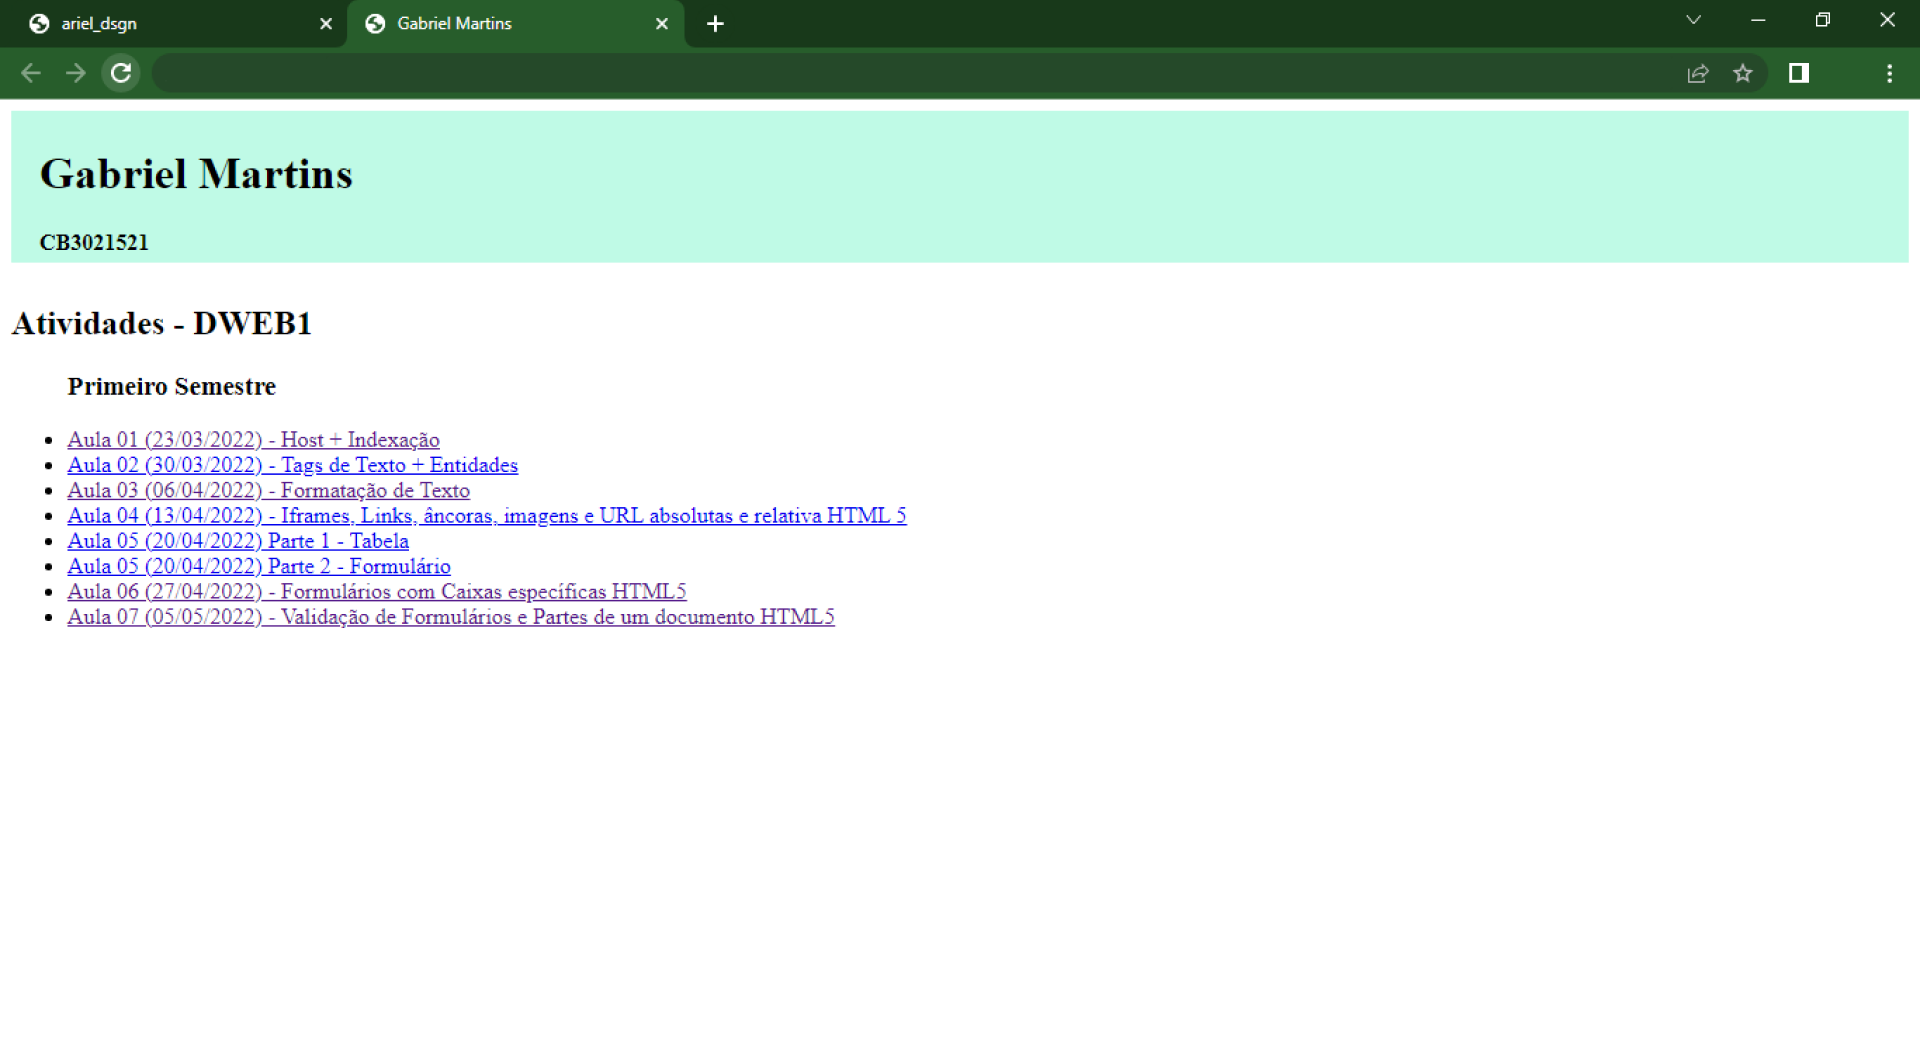 ariel_dsgn
Gabriel Martins
Gabriel Martins
CB3021521
Atividades - DWEB1
Primeiro Semestre
Aula 01 (23/03/2022) - Host + Indexação
Aula 02 (30/03/2022) - Tags de Texto + Entidades
Aula 03 (06/04/2022) - Formatação de Texto
Aula 04 (13/04/2022) - Iframes, Links, âncoras, imagens e URL absolutas e relativa HTML 5
Aula 05 (20/04/2022) Parte 1 - Tabela
Aula 05 (20/04/2022) Parte 2 - Formulário
Aula 06 (27/04/2022) - Formulários com Caixas específicas HTML5
Aula 07 (05/05/2022) - Validação de Formulários e Partes de um documento HTML5